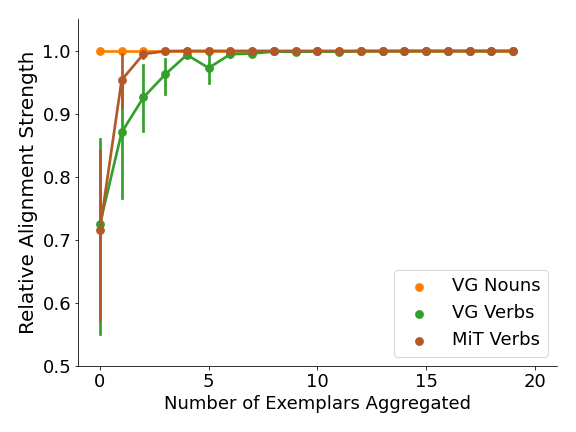 Relative Alignment Strength
1.0
0.9
0.8
0.7
0.6
0.5
VG Nouns
VG Verbs
MiT Verbs
0 5 10 15 20
Number of Exemplars Aggregated